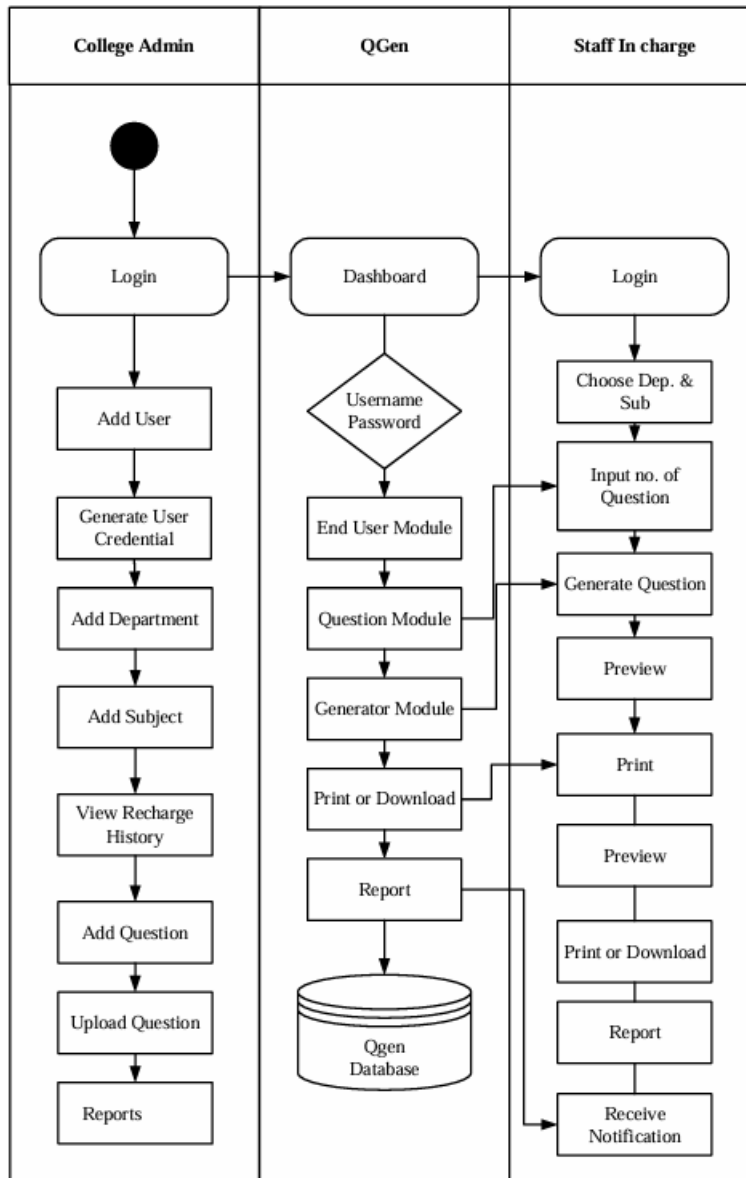 College Admin
QGen
Staff In charge
Login
Dashboard
Login
Add User
Generate User
Credential
Add Department
Add Subject
View Recharge
History
Add Question
Upload Question
Reports
Username
Password
End User Module
Question Module
Generator Module
Print or Download
Report
Qgen
Database
Choose Dep. &
Sub
Input no. of
Question
Generate Question
Preview
Print
Preview
Print or Download
Report
Receive
Notification